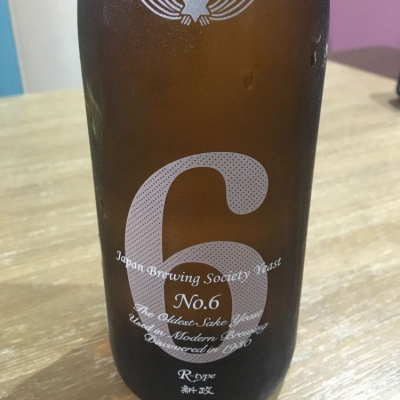 6
Japan Brewing Society Yeast
No.6
The Oldest Sake Yeast
Used in Modern Brewing
Discovered in 1930
R-type
新政